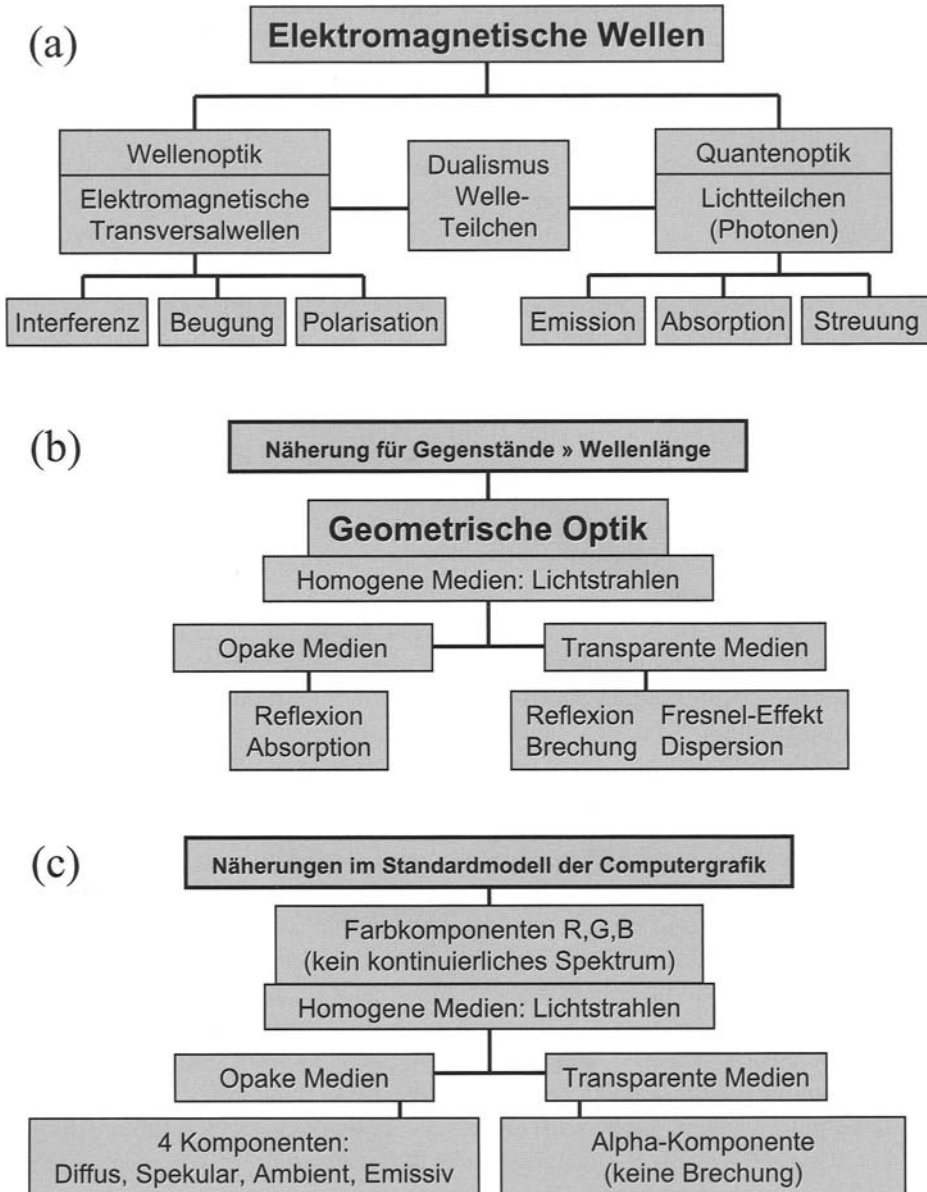 (a)
Elektromagnetische Wellen
Wellenoptik
Elektromagnetische
Transversalwellen
Dualismus
Welle-
Teilchen
Quantenoptik
Lichtteilchen
(Photonen)
Interferenz
Beugung
Polarisation
Emission
Absorption
Streuung
(b)
Näherung für Gegenstände » Wellenlänge
Geometrische Optik
Homogene Medien: Lichtstrahlen
Opake Medien
Transparente Medien
Reflexion
Absorption
Reflexion Fresnel-Effekt
Brechung Dispersion
(c)
Näherungen im Standardmodell der Computergrafik
Farbkomponenten R,G,B
(kein kontinuierliches Spektrum)
Homogene Medien: Lichtstrahlen
Opake Medien
Transparente Medien
4 Komponenten:
Diffus, Spekular, Ambient, Emissiv
Alpha-Komponente
(keine Brechung)